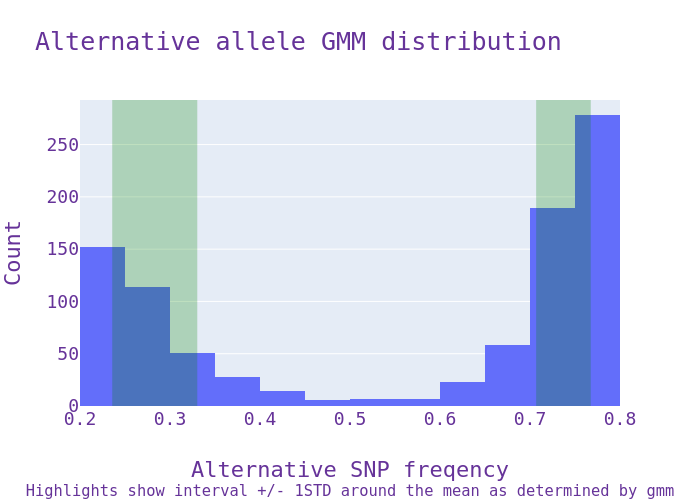 Alternative allele GMM distribution
250
200
150
100
50
0
Count
0.2 0.3 0.4 0.5 0.6 0.7 0.8
Alternative SNP freqency
Highlights show interval +/- 1STD around the mean as determined by gmm